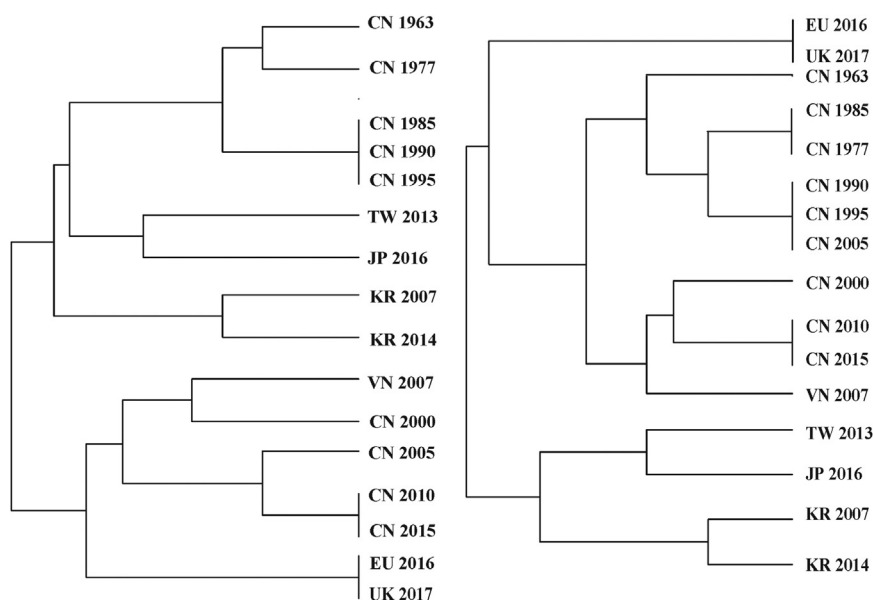 CN 1963
CN 1977
CN 1985
CN 1990
CN 1995
TW 2013
JP 2016
KR 2007
KR 2014
VN 2007
CN 2000
CN 2005
CN 2010
CN 2015
EU 2016
UK 2017
EU 2016
UK 2017
CN 1963
CN 1985
CN 1977
CN 1990
CN 1995
CN 2005
CN 2000
CN 2010
CN 2015
VN 2007
TW 2013
JP 2016
KR 2007
KR 2014